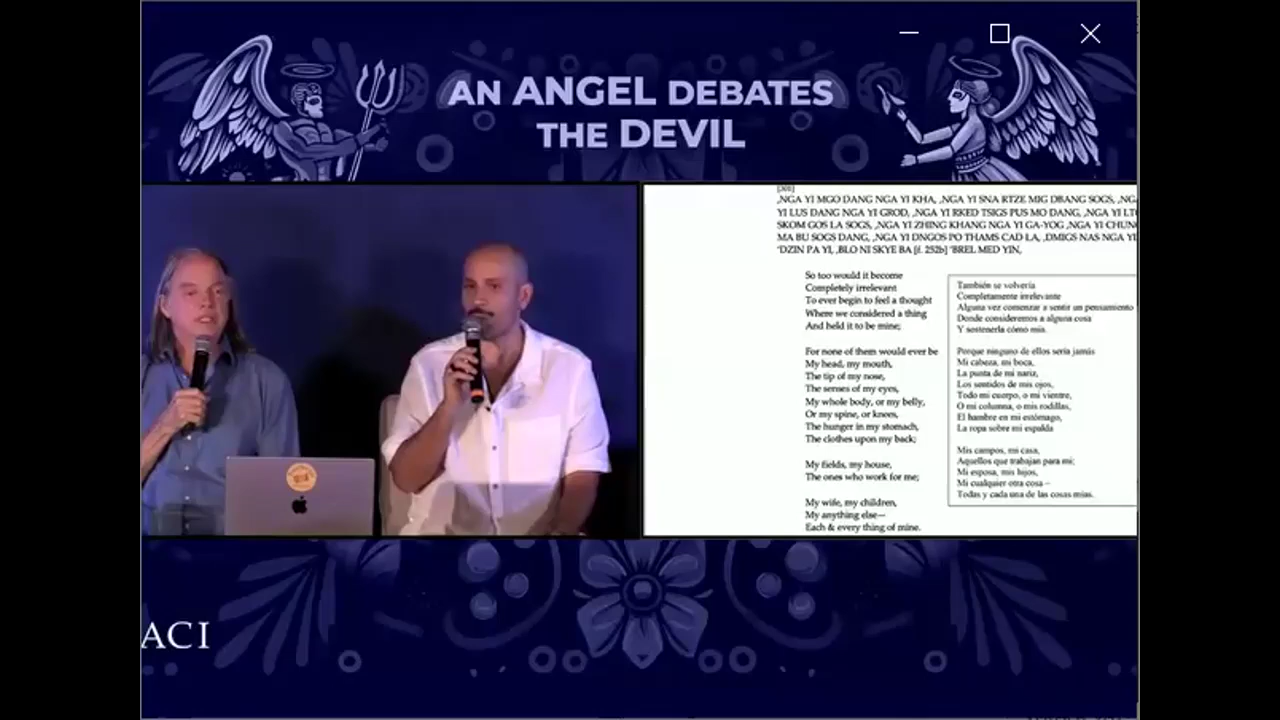 AN ANGEL DEBATES
THE DEVIL
[301]
,NGA YI MGO DANG NGA YI KHA, ,NGA YI SNA RTZE MIG DBANG SOGS, ,NGA
YI LUS DANG NGA YI GROD, ,NGA YI RKED TSIGS PUS MO DANG, ,NGA YI LTO
SKOM GOS LA SOGS, ,NGA YI ZHING KHANG NGA YI GA-YOG ,NGA YI CHUNG
MA BU SOGS DANG, ,NGA YI DNGOS PO THAMS CAD LA, ,DMIGS NAS NGA YI
'DZIN PA YI, ,BLO NI SKYE BA [f. 252b] 'BREL MED YIN,
So too would it become
Completely irrelevant
To ever begin to feel a thought
Where we considered a thing
And held it to be mine;
For none of them would ever be
My head, my mouth,
The tip of my nose,
The senses of my eyes,
My whole body, or my belly,
Or my spine, or knees,
The hunger in my stomach,
The clothes upon my back;
My fields, my house,
The ones who work for me;
My wife, my children,
My anything else—
Each & every thing of mine.
También se volvería
Completamente irrelevante
Alguna vez comenzar a sentir un pensamiento
Donde consideremos a alguna cosa
Y sostenerla cómo mía.
Porque ninguno de ellos sería jamás
Mi cabeza, mi boca,
La punta de mi nariz,
Los sentidos de mis ojos,
Todo mi cuerpo, o mi vientre,
O mi columna, o mis rodillas,
El hambre en mi estómago,
La ropa sobre mi espalda
Mis campos, mi casa,
Aquellos que trabajan para mi;
Mi esposa, mis hijos,
Mi cualquier otra cosa –
Todas y cada una de las cosas mías.
ACI